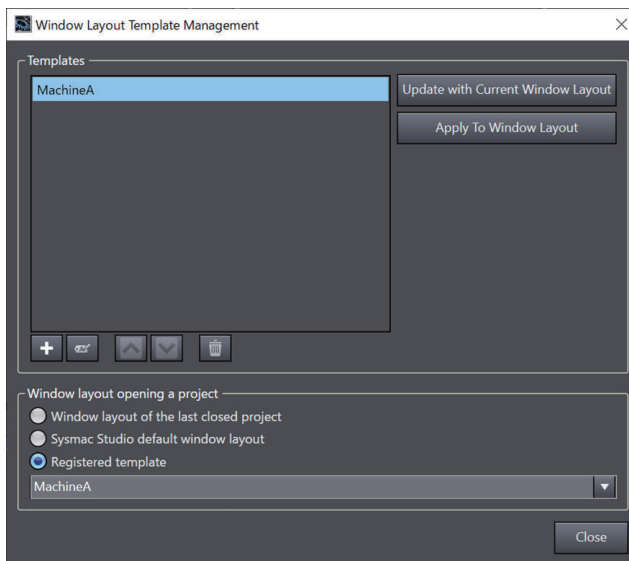 Window Layout Template Management
Templates
MachineA
Update with Current Window Layout
Apply To Window Layout
Window layout opening a project
Window layout of the last closed project
Sysmac Studio default window layout
Registered template
MachineA
Close